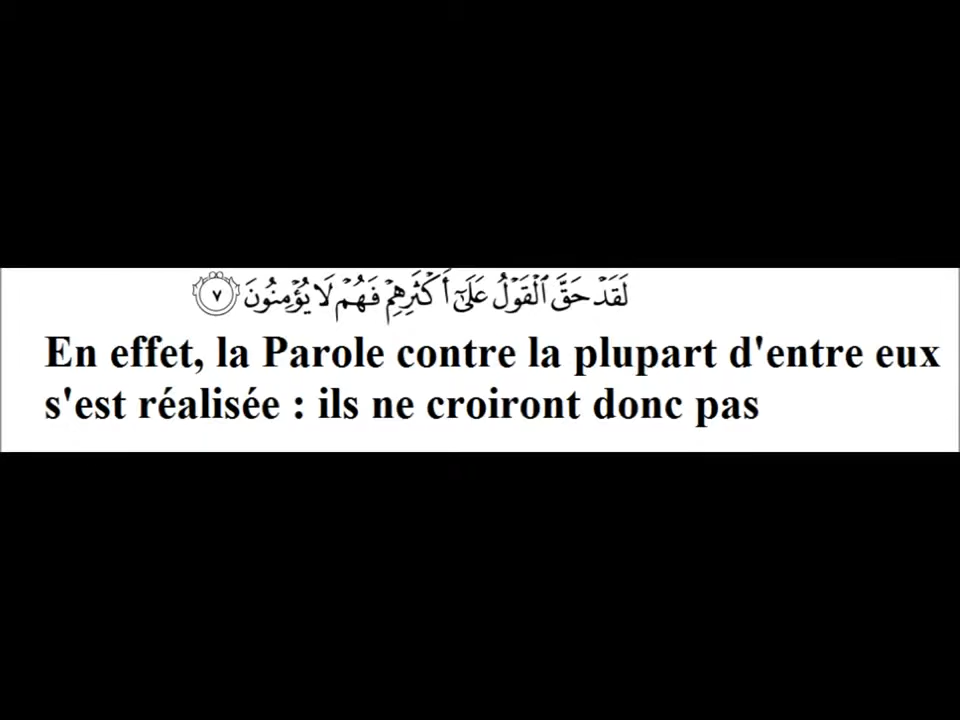 لَقَدْ حَقَّ ٱلْقَوْلُ عَلَىٰٓ أَكْثَرِهِمْ فَهُمْ لَا يُؤْمِنُونَ ٧
En effet, la Parole contre la plupart d'entre eux
s'est réalisée : ils ne croiront donc pas